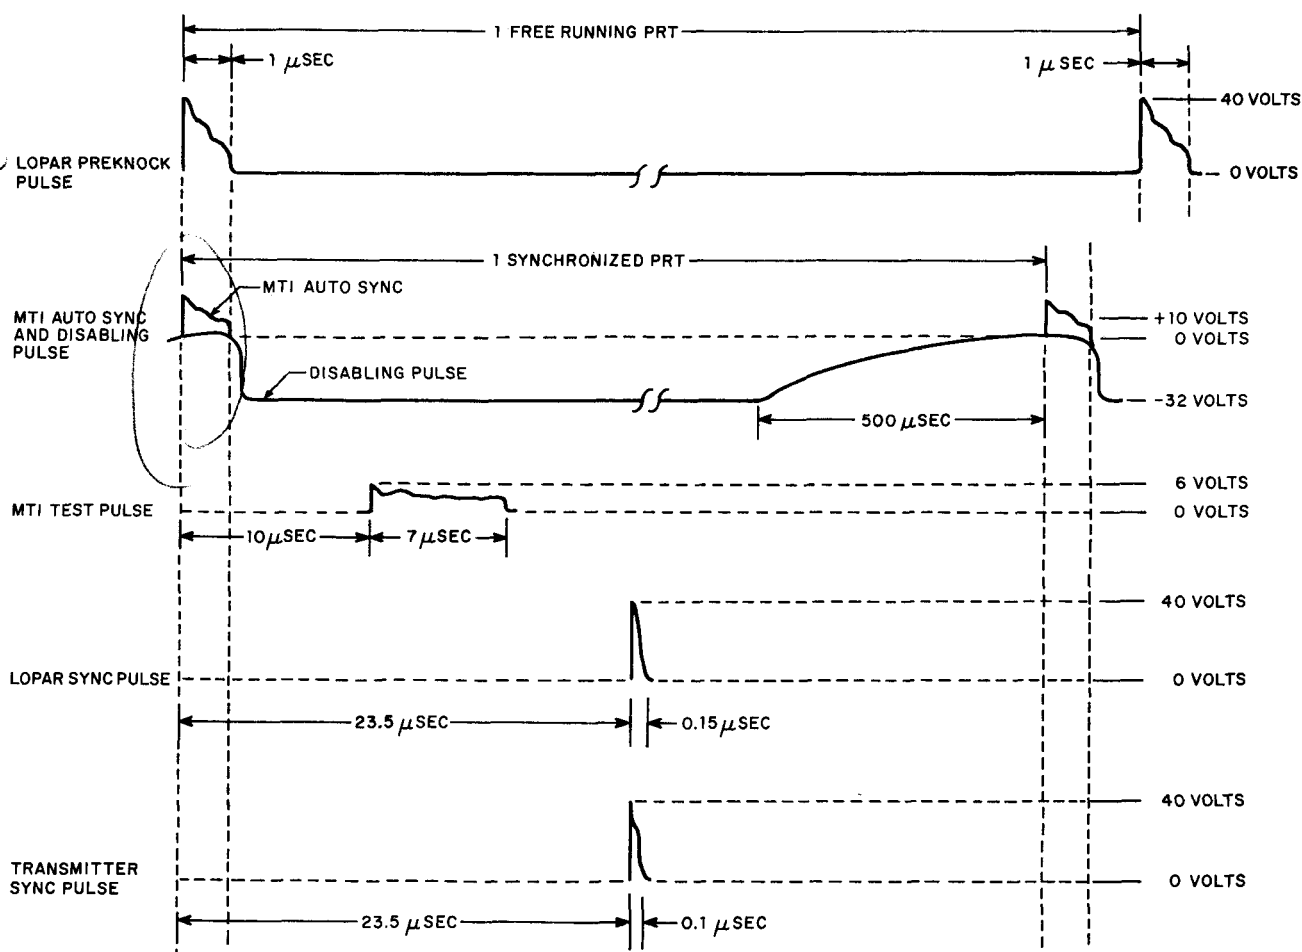 1 FREE RUNNING PRT
1 μSEC
1 μSEC
40 VOLTS
LOPAR PREKNOCK
PULSE
0 VOLTS
1 SYNCHRONIZED PRT
MTI AUTO SYNC
MTI AUTO SYNC
AND DISABLING
PULSE
+10 VOLTS
0 VOLTS
DISABLING PULSE
-32 VOLTS
500 μSEC
6 VOLTS
MTI TEST PULSE
0 VOLTS
10 μSEC
7 μSEC
40 VOLTS
LOPAR SYNC PULSE
0 VOLTS
23.5 μSEC
0.15 μSEC
40 VOLTS
TRANSMITTER
SYNC PULSE
0 VOLTS
23.5 μSEC
0.1 μSEC